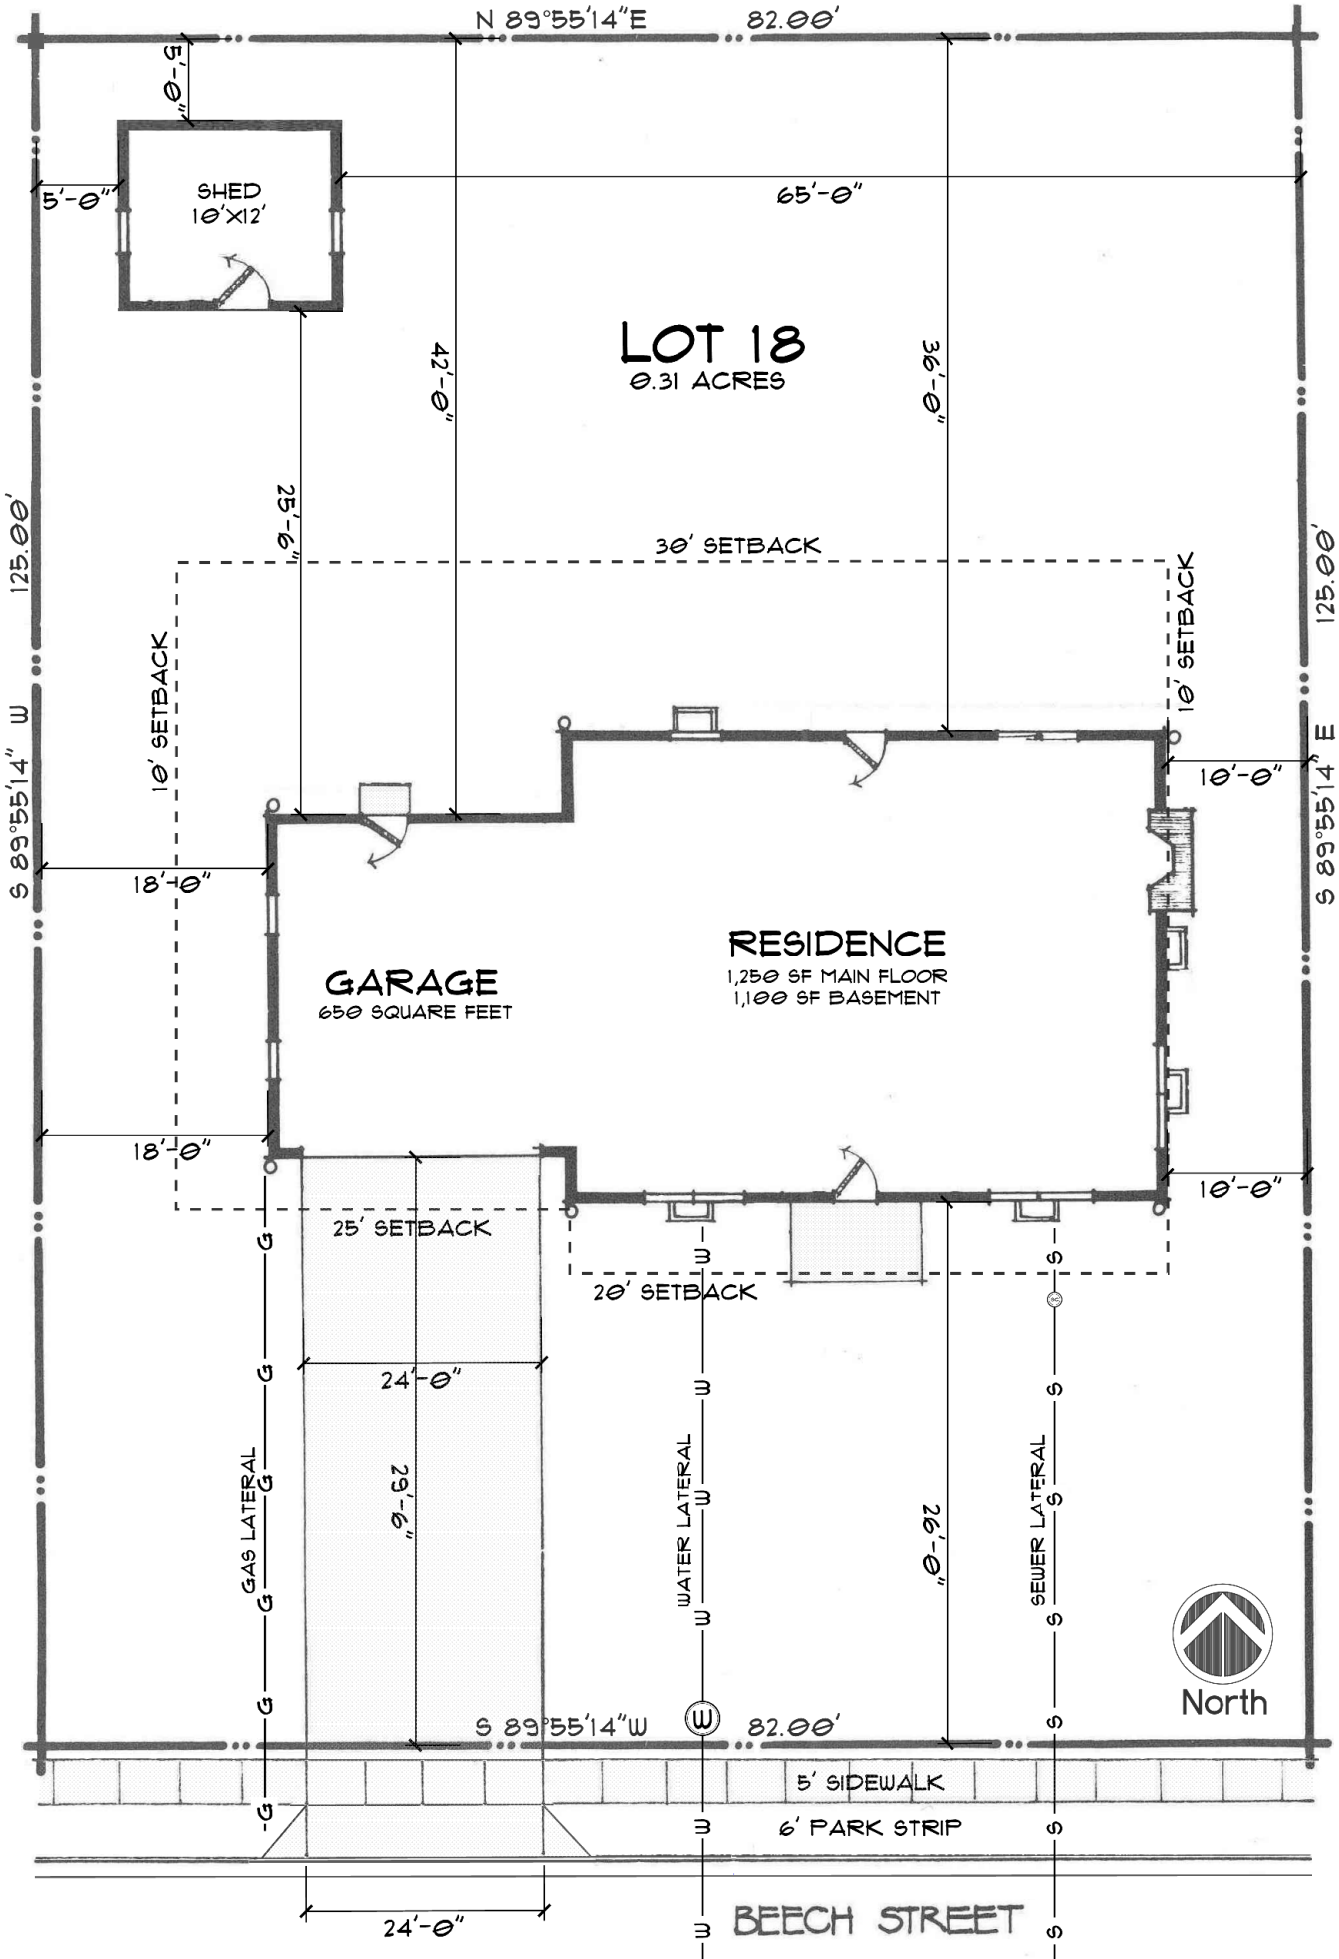 N 89°55'14"E 82.00'
5'-0"
5'-0"
SHED
10'X12'
65'-0"
LOT 18
0.31 ACRES
42'-0"
36'-0"
25'-6"
125.00'
S 89°55'14" W
125.00'
S 89°55'14" E
30' SETBACK
10' SETBACK
10' SETBACK
10'-0"
18'-0"
RESIDENCE
1,250 SF MAIN FLOOR
1,100 SF BASEMENT
GARAGE
650 SQUARE FEET
18'-0"
10'-0"
25' SETBACK
20' SETBACK
G
W
S
SC
G
W
S
24'-0"
GAS LATERAL
G
29'-6"
WATER LATERAL
W
26'-0"
SEWER LATERAL
S
G
W
S
G
S 89°55'14"W
W
82.00'
S
North
5' SIDEWALK
G
W
6' PARK STRIP
S
24'-0"
W
BEECH STREET
S